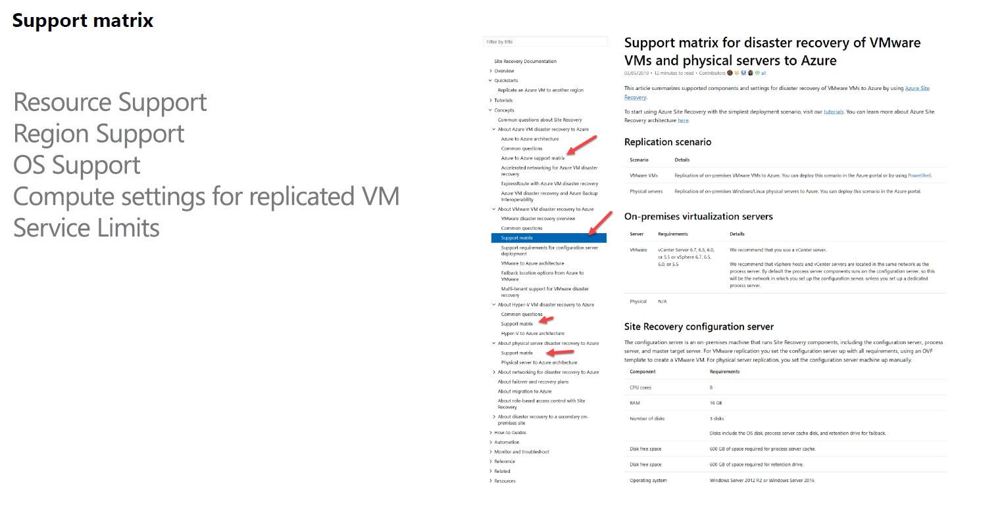 Support matrix
Resource Support
Region Support
OS Support
Compute settings for replicated VM
Service Limits
Filter by title
Site Recovery Documentation
Overview
Quickstarts
Replicate an Azure VM to another region
Tutorials
Concepts
Common questions about Site Recovery
About Azure VM disaster recovery to Azure
Azure to Azure architecture
Common questions
Azure to Azure support matrix
Accelerated networking for Azure VM disaster
recovery
ExpressRoute with Azure VM disaster recovery
Azure VM disaster recovery and Azure Backup
Interoperability
About VMware VM disaster recovery to Azure
VMware disaster recovery overview
Common questions
Support matrix
Support requirements for configuration server
deployment
VMware to Azure architecture
Failback location options from Azure to
VMware
Multi-tenant support for VMware disaster
recovery
About Hyper-V VM disaster recovery to Azure
Common questions
Support matrix
Hyper-V to Azure architecture
About physical server disaster recovery to Azure
Support matrix
Physical server to Azure architecture
About networking for disaster recovery to Azure
About failover and recovery plans
About migration to Azure
About role-based access control with Site
Recovery
About disaster recovery to a secondary on-
premises site
How-to Guides
Automation
Monitor and troubleshoot
Reference
Related
Resources
Support matrix for disaster recovery of VMware
VMs and physical servers to Azure
03/05/2019 • 12 minutes to read • Contributors all
This article summarizes supported components and settings for disaster recovery of VMware VMs to Azure by using Azure Site
Recovery.
To start using Azure Site Recovery with the simplest deployment scenario, visit our tutorials. You can learn more about Azure Site
Recovery architecture here.
Replication scenario
Scenario Details
VMware VMs Replication of on-premises VMware VMs to Azure. You can deploy this scenario in the Azure portal or by using PowerShell.
Physical servers Replication of on-premises Windows/Linux physical servers to Azure. You can deploy this scenario in the Azure portal.
On-premises virtualization servers
Server Requirements Details
VMware vCenter Server 6.7, 6.5, 6.0, We recommend that you use a vCenter server.
or 5.5 or vSphere 6.7, 6.5,
6.0, or 5.5 We recommend that vSphere hosts and vCenter servers are located in the same network as the
process server. By default the process server components runs on the configuration server, so this
will be the network in which you set up the configuration server, unless you set up a dedicated
process server.
Physical N/A
Site Recovery configuration server
The configuration server is an on-premises machine that runs Site Recovery components, including the configuration server, process
server, and master target server. For VMware replication you set the configuration server up with all requirements, using an OVF
template to create a VMware VM. For physical server replication, you set the configuration server machine up manually.
Component Requirements
CPU cores 8
RAM 16 GB
Number of disks 3 disks
Disks include the OS disk, process server cache disk, and retention drive for failback.
Disk free space 600 GB of space required for process server cache.
Disk free space 600 GB of space required for retention drive.
Operating system Windows Server 2012 R2 or Windows Server 2016